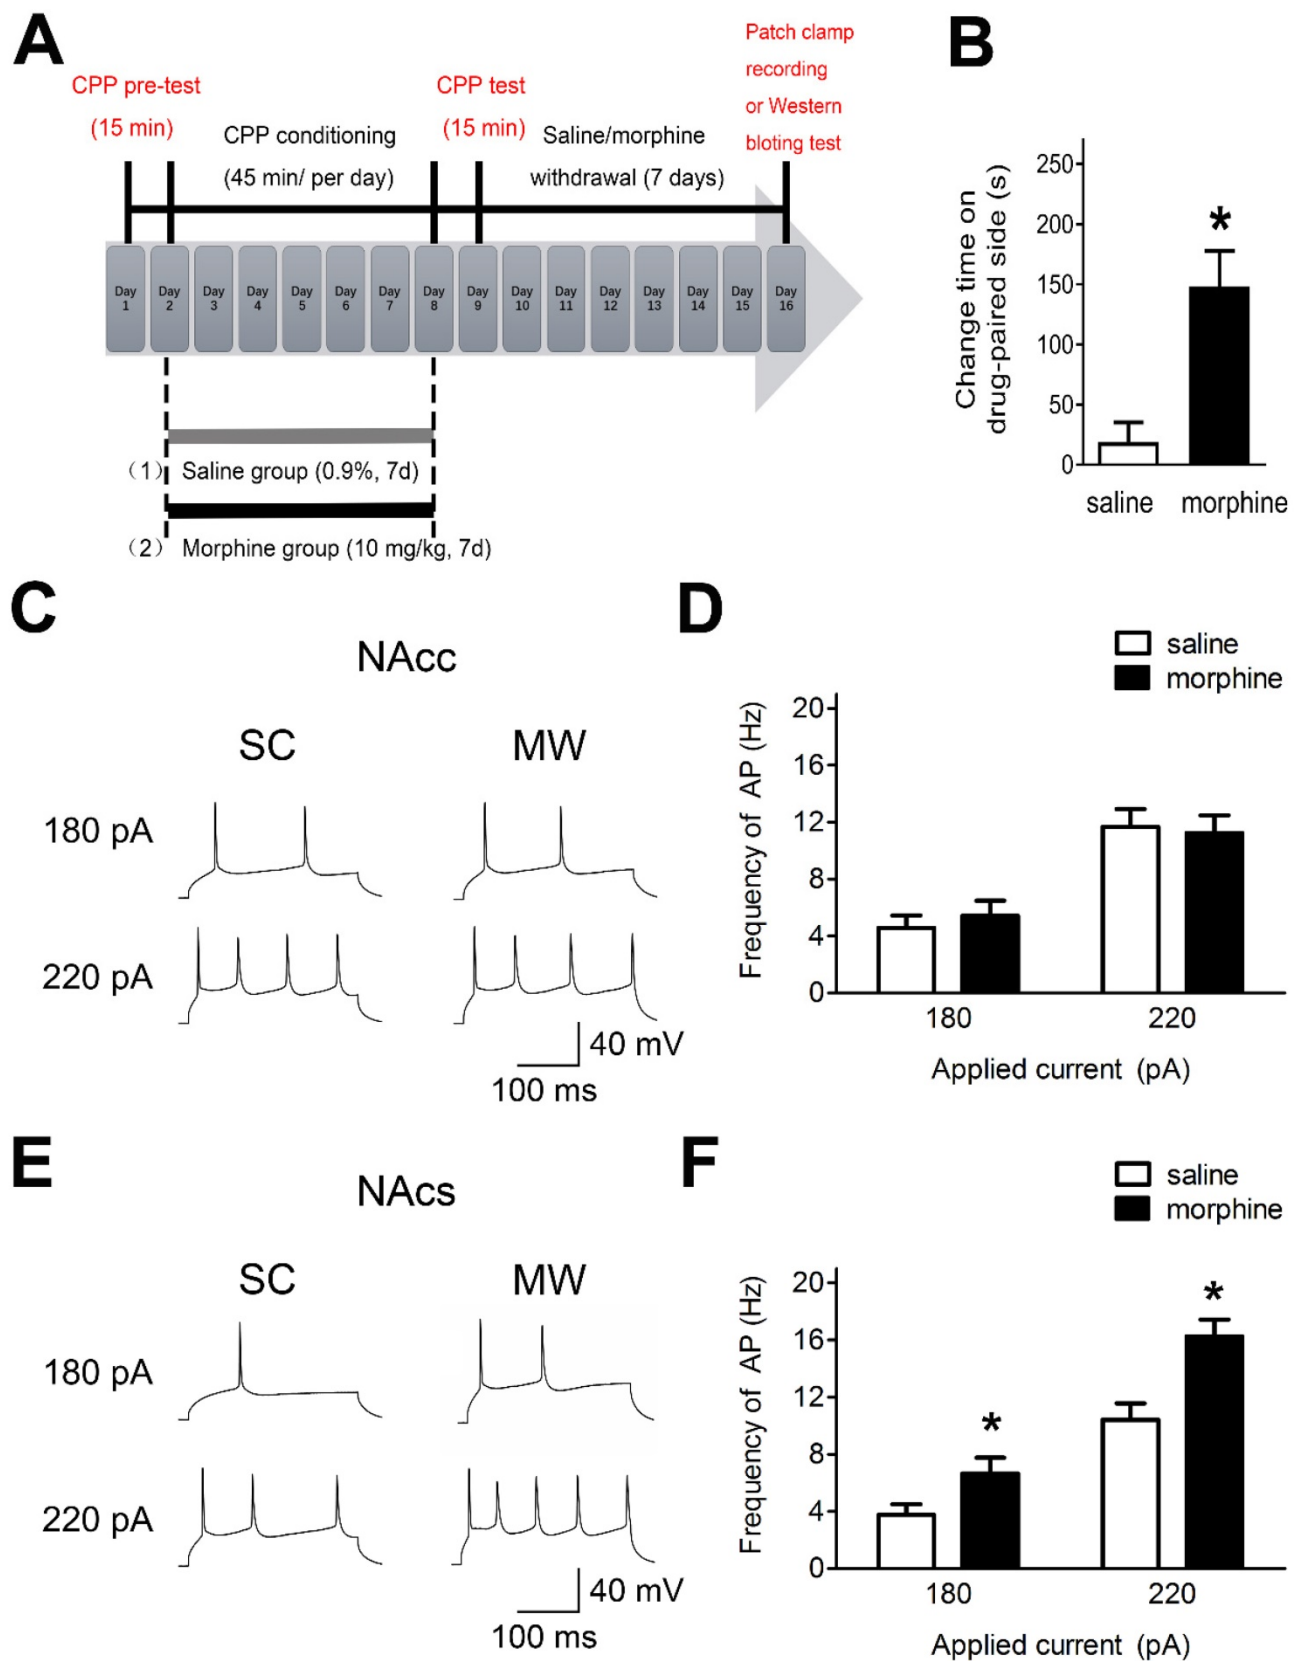 A
CPP pre-test
(15 min)
CPP conditioning
(45 min/ per day)
CPP test
(15 min)
Saline/morphine
withdrawal (7 days)
Patch clamp
recording
or Western
bloting test
Day 1
Day 2
Day 3
Day 4
Day 5
Day 6
Day 7
Day 8
Day 9
Day 10
Day 11
Day 12
Day 13
Day 14
Day 15
Day 16
（1） Saline group (0.9%, 7d)
（2） Morphine group (10 mg/kg, 7d)
B
Change time on
drug-paired side (s)
250
200
150
100
50
0
*
saline morphine
C
NAcc
SC MW
180 pA
220 pA
40 mV
100 ms
D
saline
morphine
Frequency of AP (Hz)
20
16
12
8
4
0
180 220
Applied current (pA)
E
NAcs
SC MW
180 pA
220 pA
40 mV
100 ms
F
saline
morphine
Frequency of AP (Hz)
20
16
12
8
4
0
*
*
180 220
Applied current (pA)